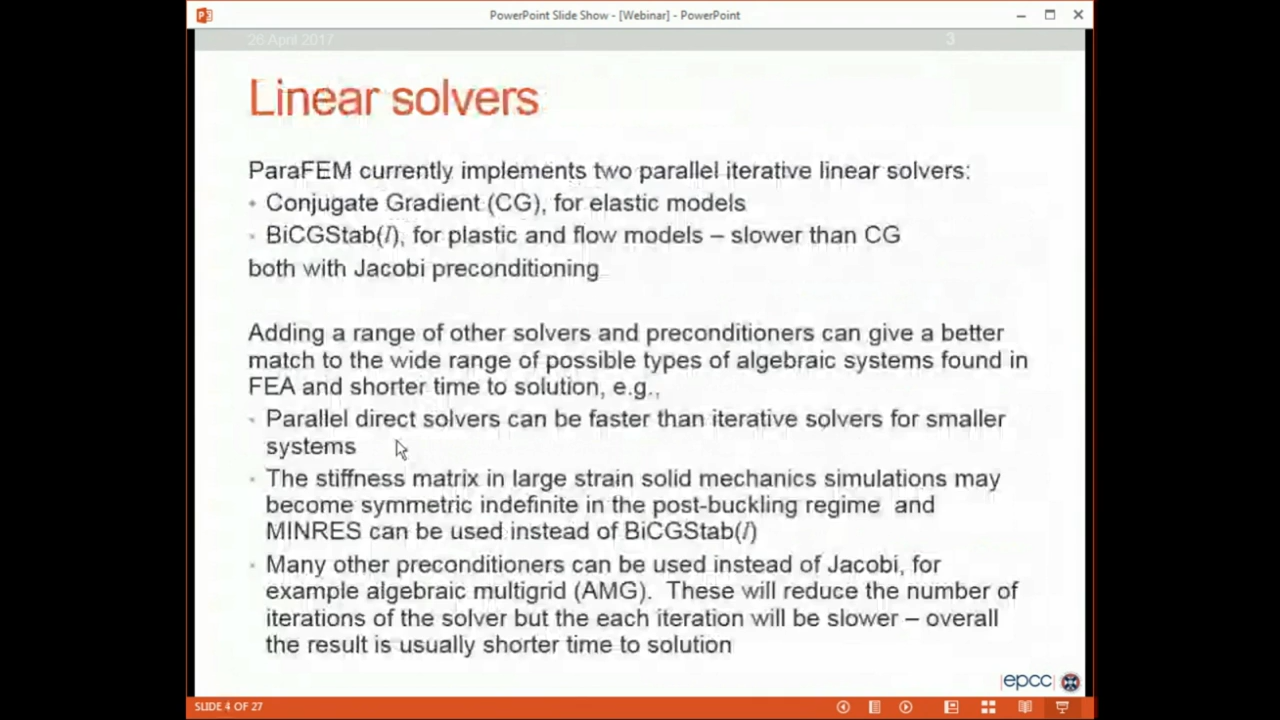 PowerPoint Slide Show - [Webinar] - PowerPoint
26 April 2017
3
Linear solvers
ParaFEM currently implements two parallel iterative linear solvers:
• Conjugate Gradient (CG), for elastic models
• BiCGStab(l), for plastic and flow models – slower than CG
both with Jacobi preconditioning
Adding a range of other solvers and preconditioners can give a better
match to the wide range of possible types of algebraic systems found in
FEA and shorter time to solution, e.g.,
• Parallel direct solvers can be faster than iterative solvers for smaller
systems
• The stiffness matrix in large strain solid mechanics simulations may
become symmetric indefinite in the post-buckling regime and
MINRES can be used instead of BiCGStab(l)
• Many other preconditioners can be used instead of Jacobi, for
example algebraic multigrid (AMG). These will reduce the number of
iterations of the solver but the each iteration will be slower – overall
the result is usually shorter time to solution
epcc
SLIDE 4 OF 27